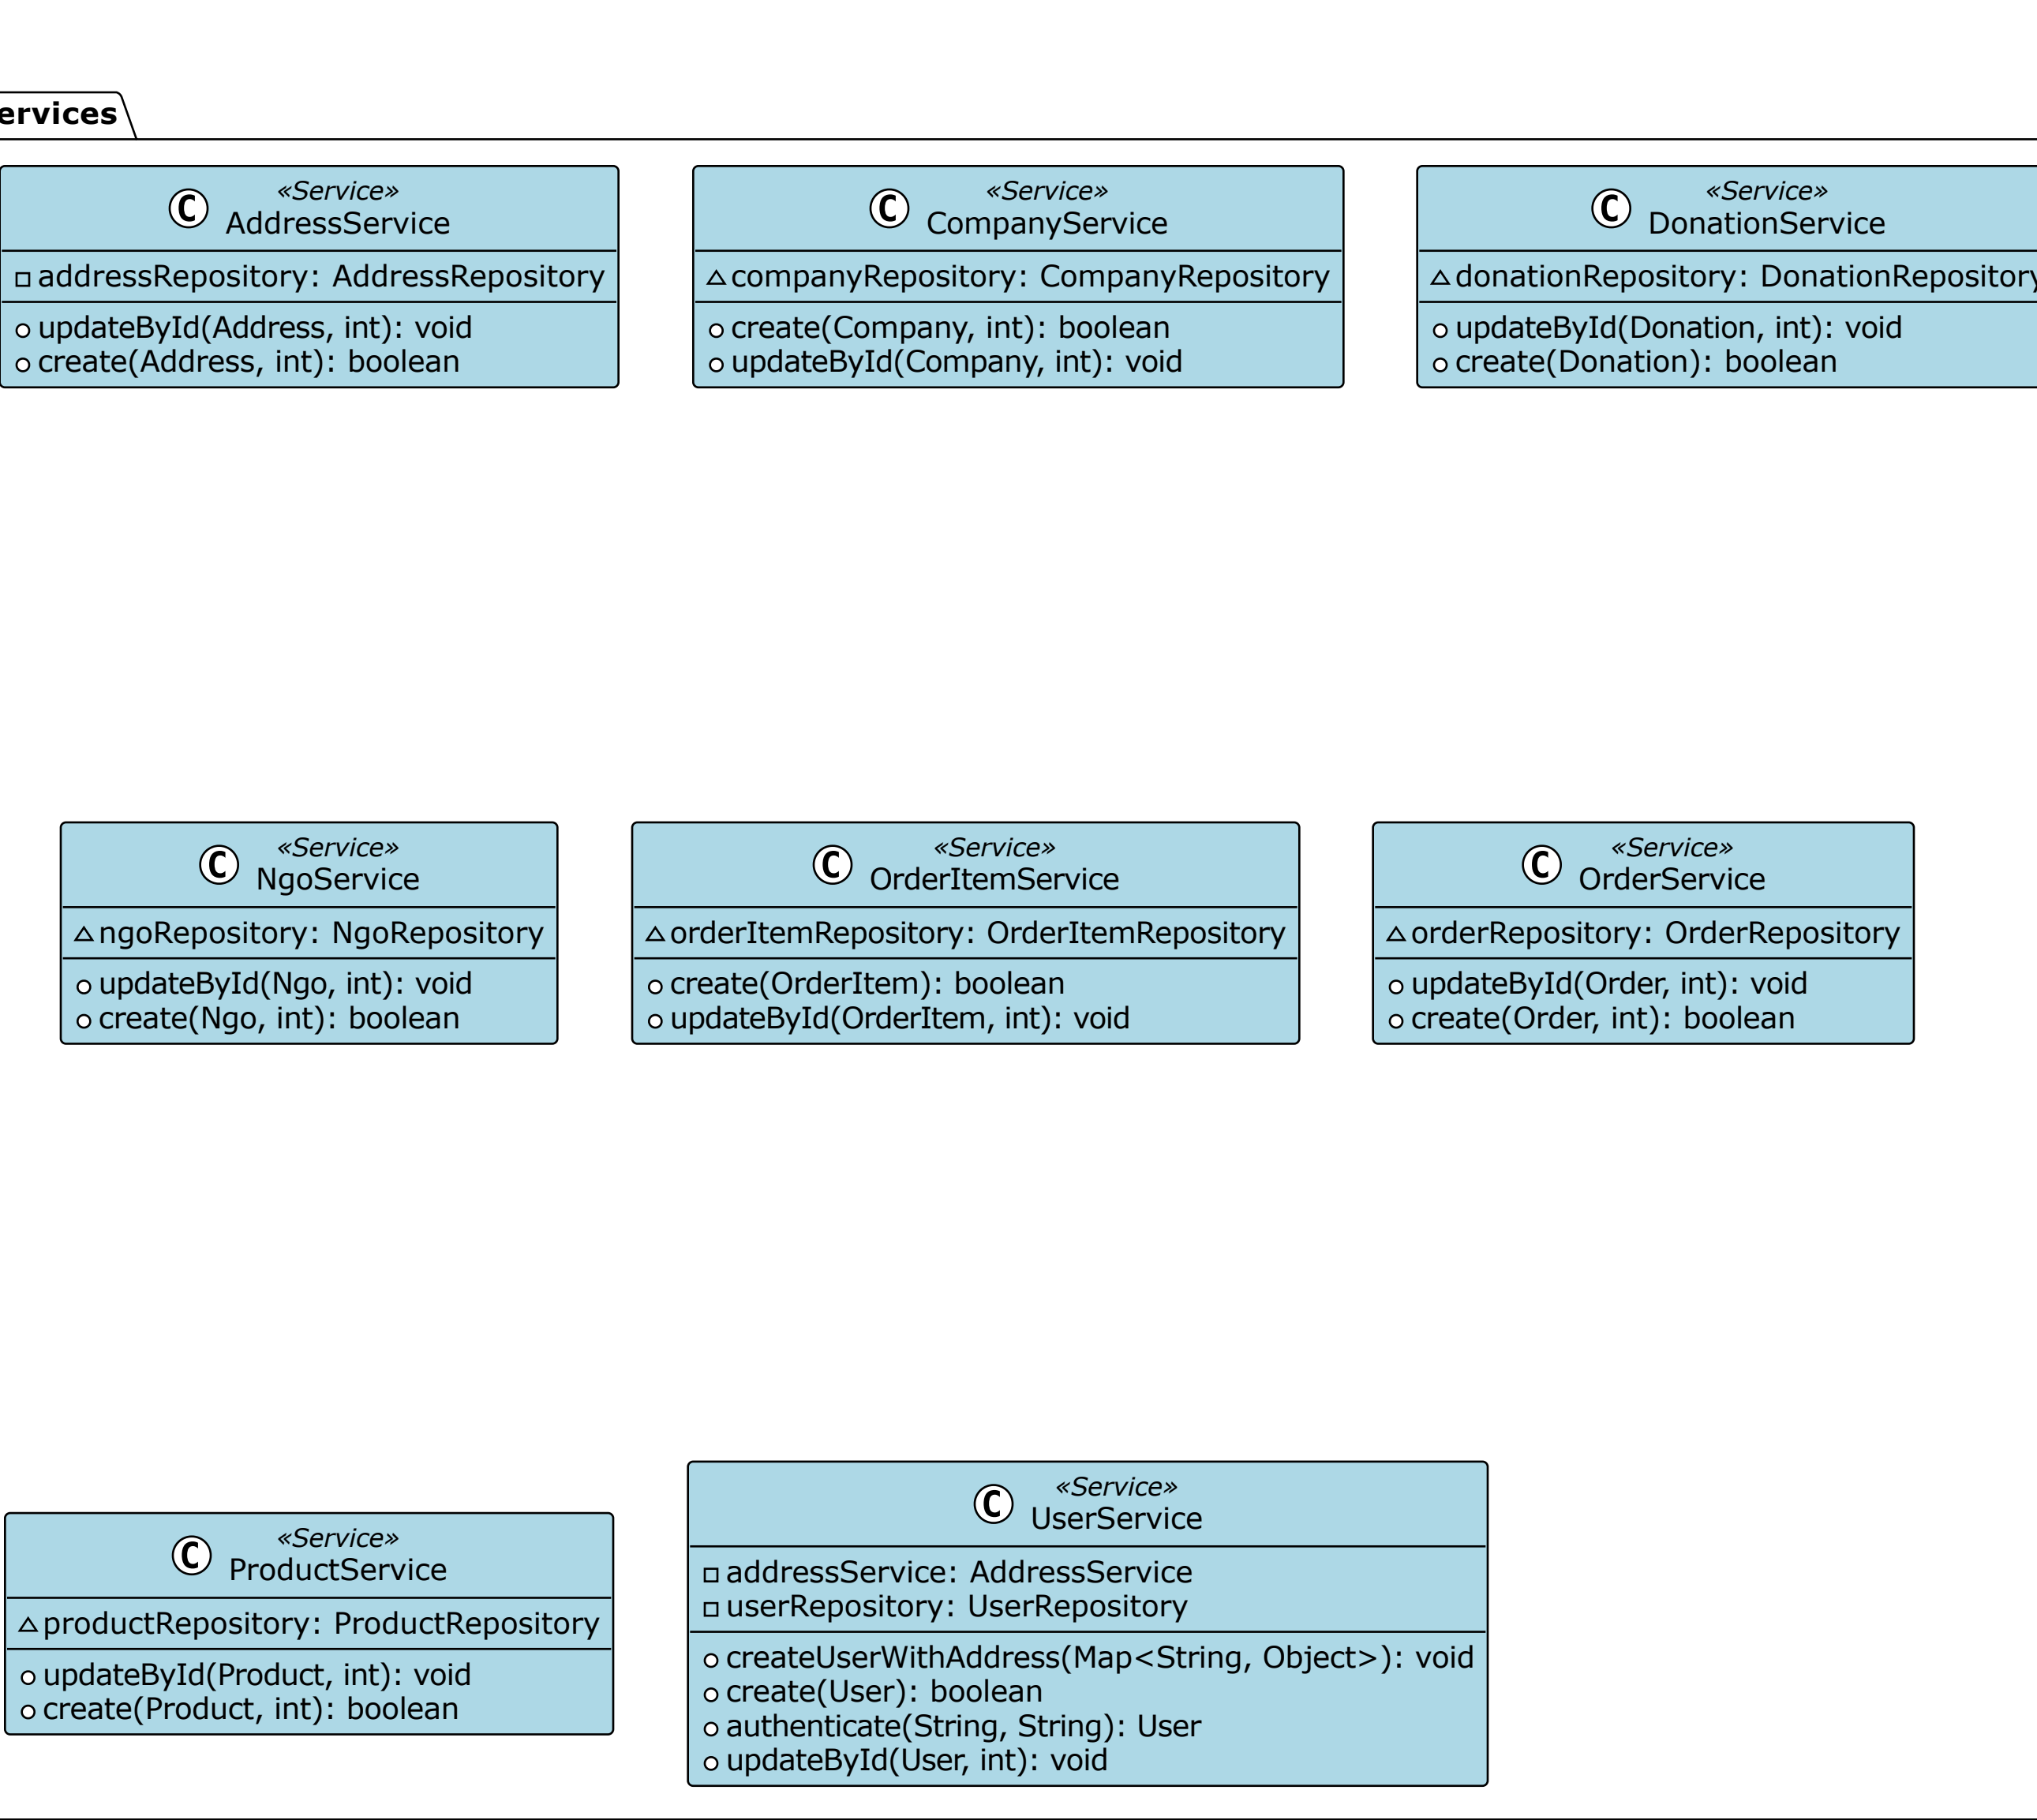 ervices
«Service»
AddressService
addressRepository: AddressRepository
updateById(Address, int): void
create(Address, int): boolean
«Service»
CompanyService
companyRepository: CompanyRepository
create(Company, int): boolean
updateById(Company, int): void
«Service»
DonationService
donationRepository: DonationRepository
updateById(Donation, int): void
create(Donation): boolean
«Service»
NgoService
ngoRepository: NgoRepository
updateById(Ngo, int): void
create(Ngo, int): boolean
«Service»
OrderItemService
orderItemRepository: OrderItemRepository
create(OrderItem): boolean
updateById(OrderItem, int): void
«Service»
OrderService
orderRepository: OrderRepository
updateById(Order, int): void
create(Order, int): boolean
«Service»
ProductService
productRepository: ProductRepository
updateById(Product, int): void
create(Product, int): boolean
«Service»
UserService
addressService: AddressService
userRepository: UserRepository
createUserWithAddress(Map<String, Object>): void
create(User): boolean
authenticate(String, String): User
updateById(User, int): void